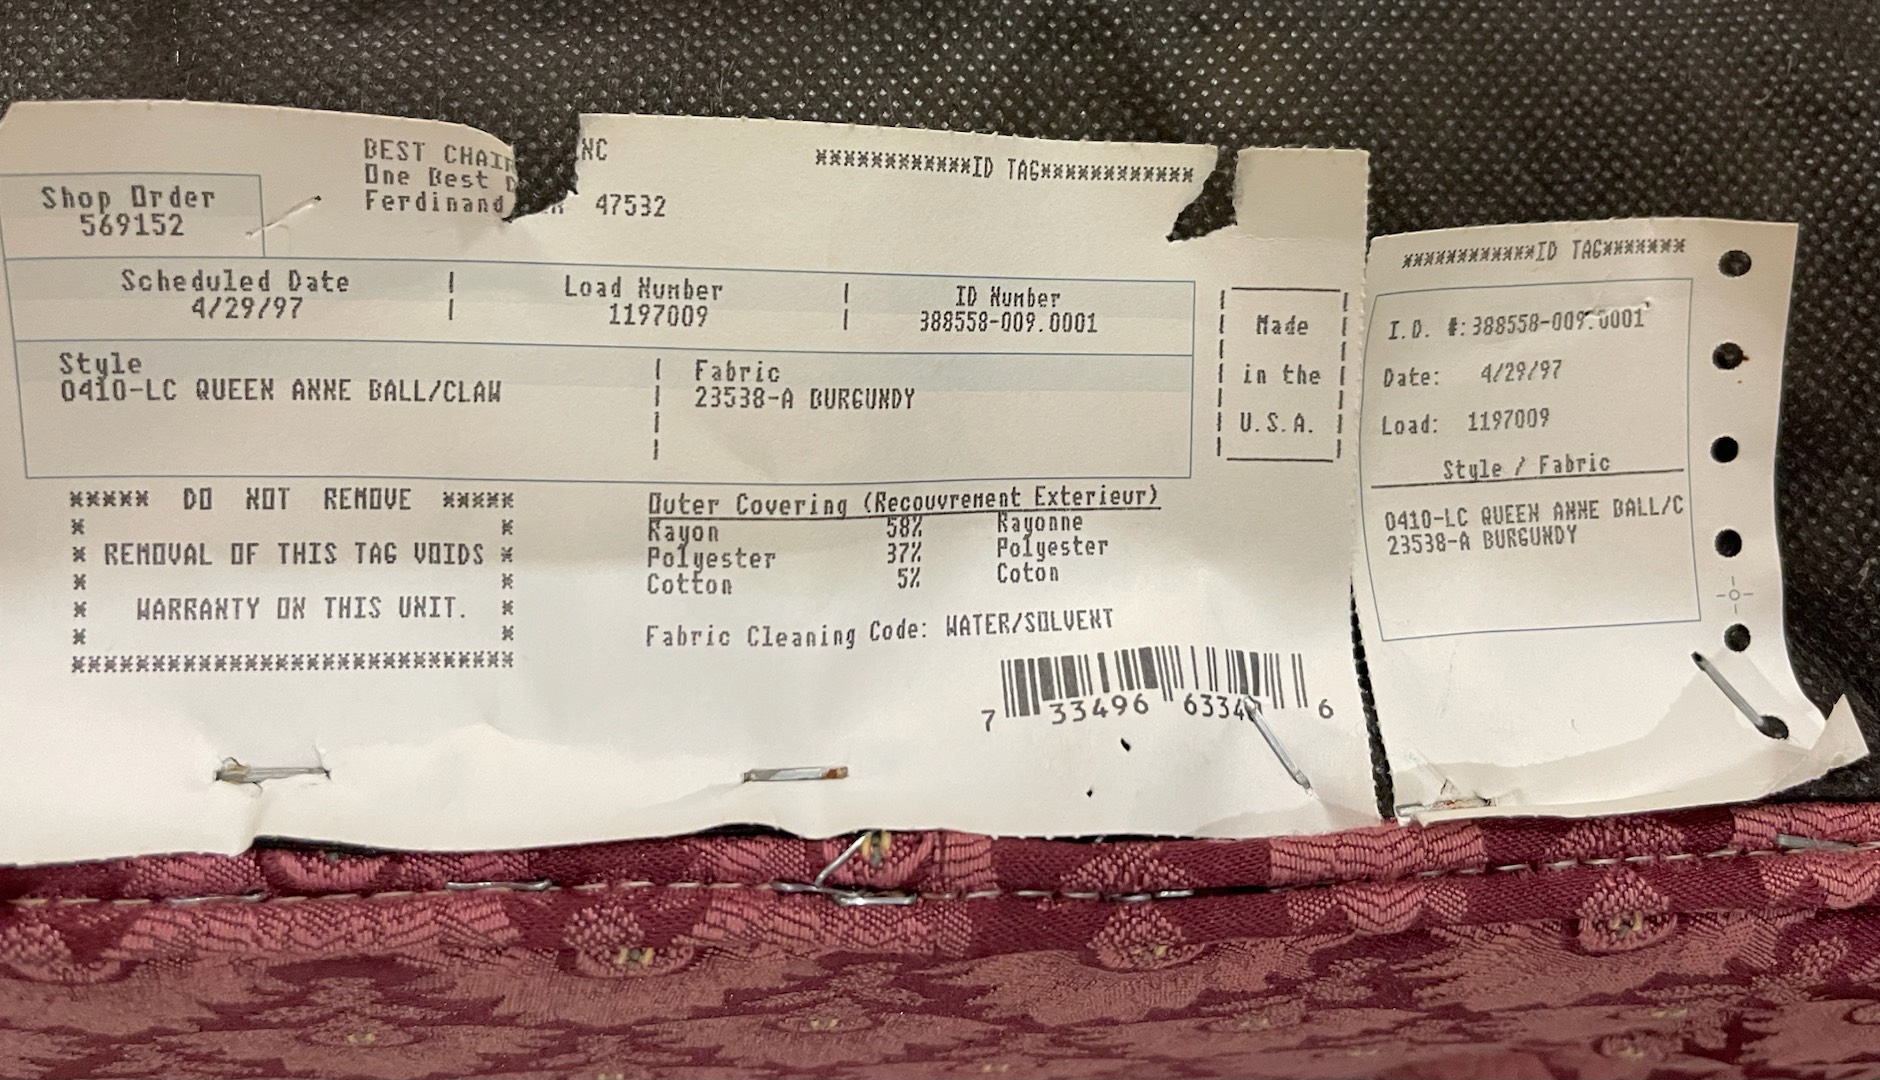 BEST CHAIR NC
One Best D
Ferdinand 47532
************ID TAG************
Shop Order
569152
Scheduled Date | Load Number | ID Number
4/29/97 | 1197009 | 388558-009.0001
Style | Fabric
0410-LC QUEEN ANNE BALL/CLAW | 23538-A BURGUNDY
Made
in the
U.S.A.
***** DO NOT REMOVE *****
* *
* REMOVAL OF THIS TAG VOIDS *
* *
* WARRANTY ON THIS UNIT. *
* *
****************************
Outer Covering (Recouvrement Exterieur)
Rayon 58% Rayonne
Polyester 37% Polyester
Cotton 5% Coton
Fabric Cleaning Code: WATER/SOLVENT
7 33496 6334 6
************ID TAG*******
I.D. #:388558-009.0001
Date: 4/29/97
Load: 1197009
Style / Fabric
0410-LC QUEEN ANNE BALL/C
23538-A BURGUNDY